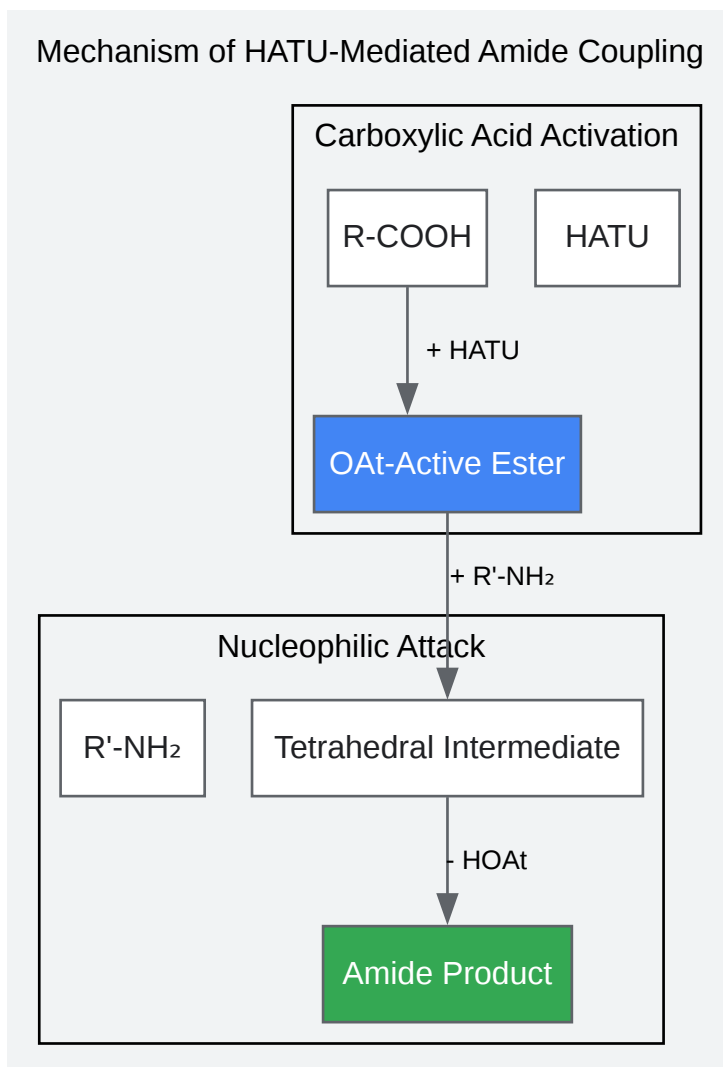 Mechanism of HATU-Mediated Amide Coupling
Carboxylic Acid Activation
R-COOH
HATU
+ HATU
OAt-Active Ester
+ R'-NH₂
Nucleophilic Attack
R'-NH₂
Tetrahedral Intermediate
- HOAt
Amide Product